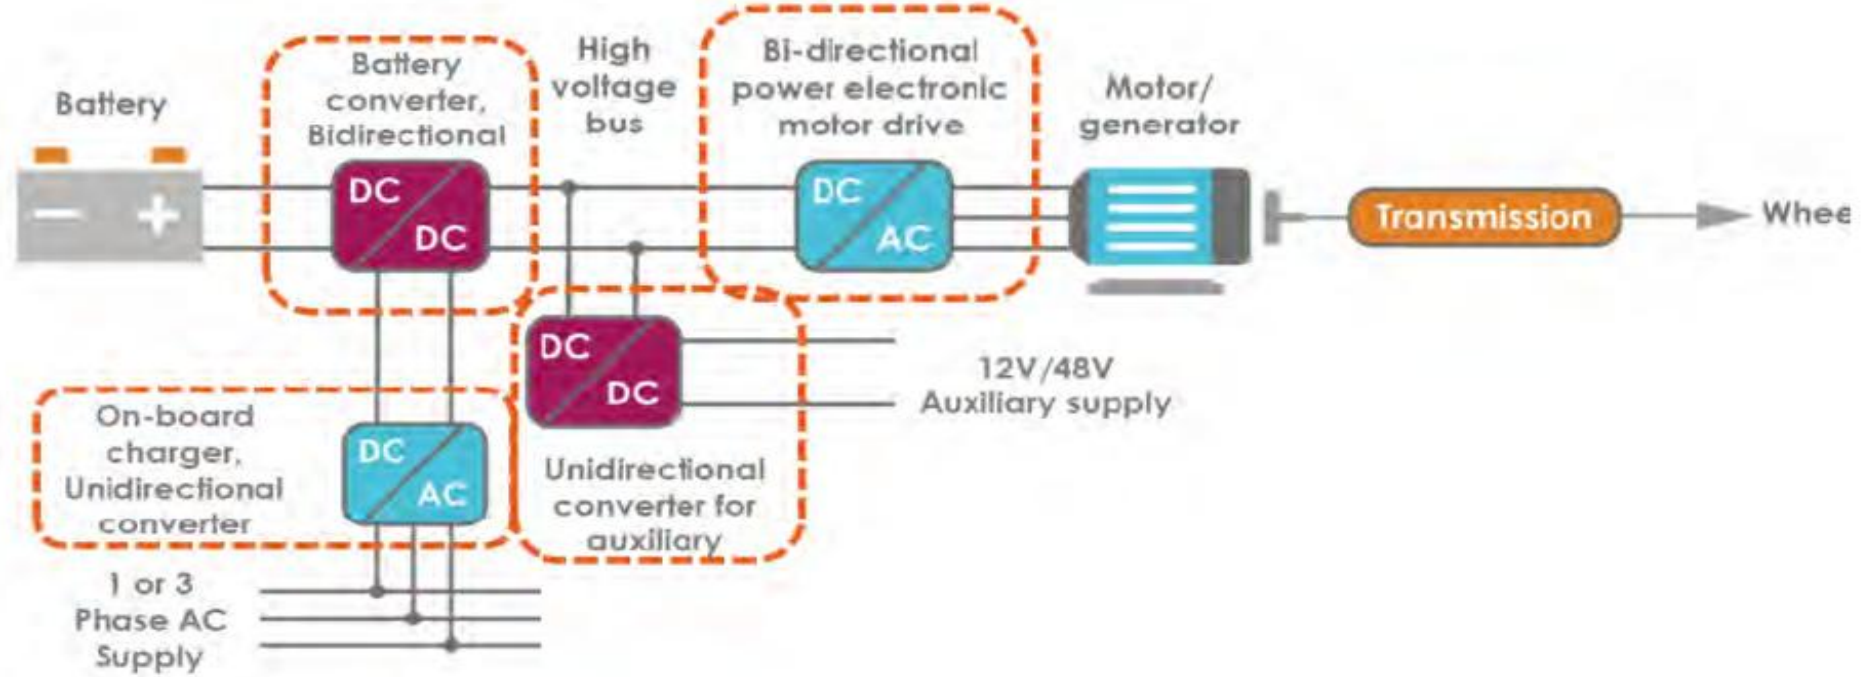 Battery
Battery
converter,
Bidirectional
DC
DC
High
voltage
bus
Bi-directional
power electronic
motor drive
DC
AC
Motor/
generator
Transmission
Whee
DC
DC
12V/48V
Auxiliary supply
Unidirectional
converter for
auxiliary
On-board
charger,
Unidirectional
converter
DC
AC
1 or 3
Phase AC
Supply